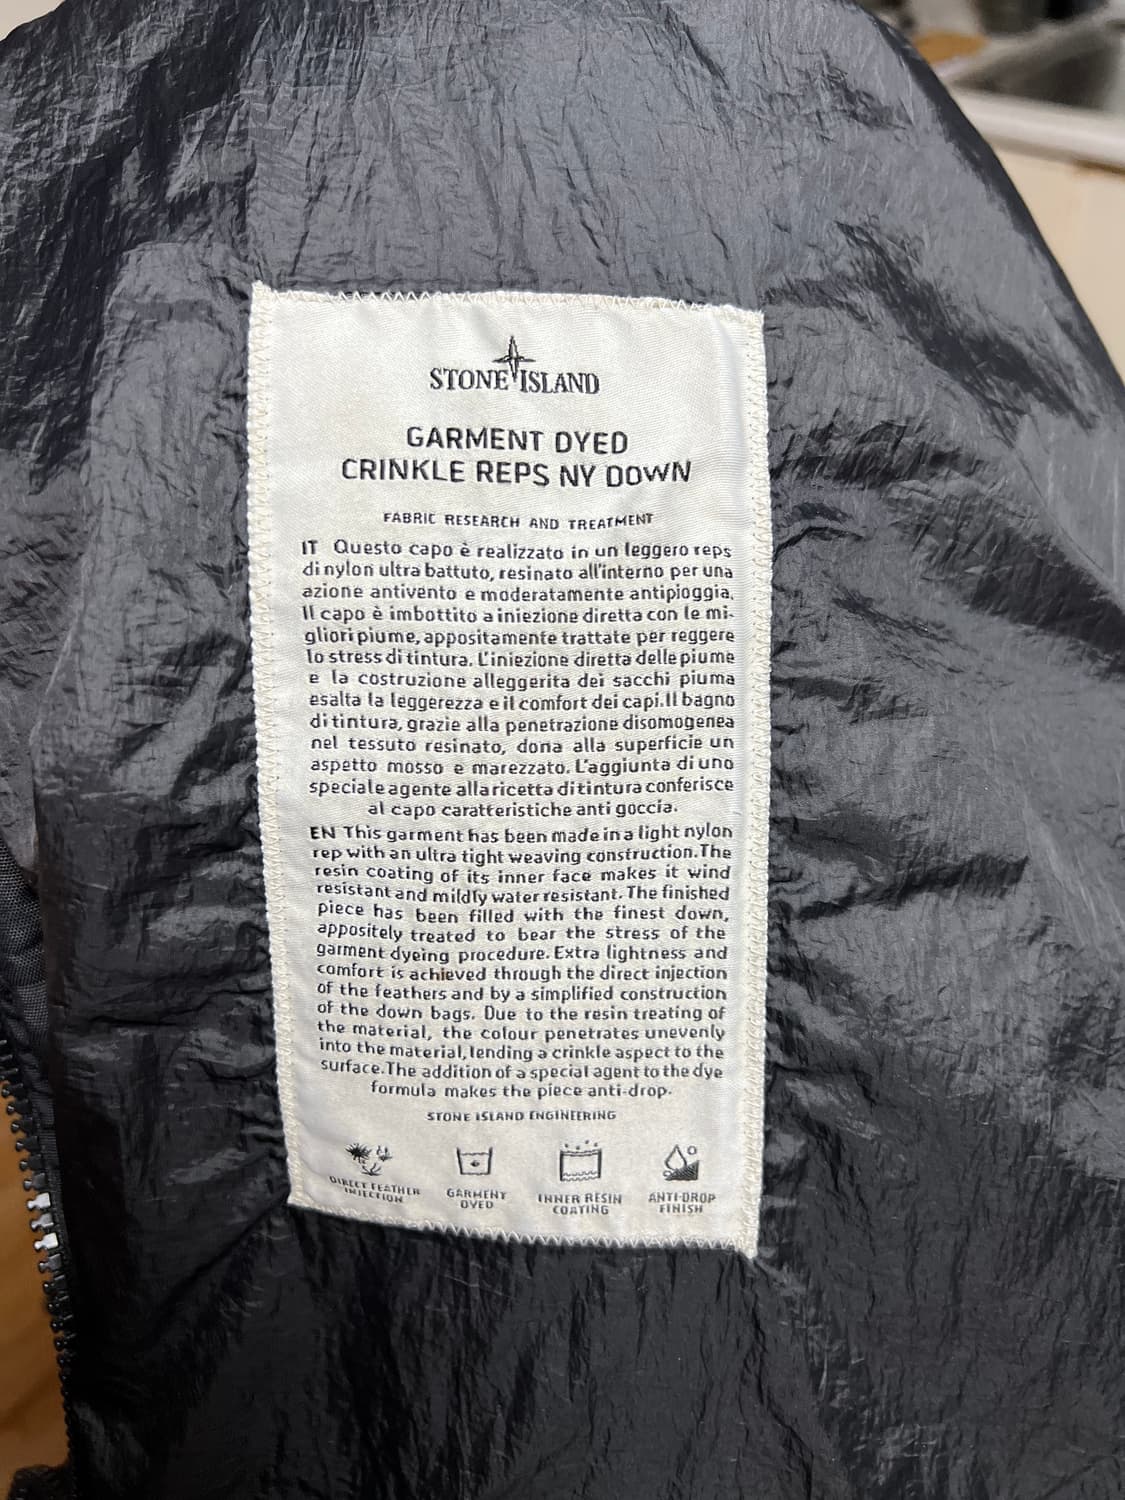 STONE ISLAND
GARMENT DYED
CRINKLE REPS NY DOWN
FABRIC RESEARCH AND TREATMENT
IT Questo capo è realizzato in un leggero reps
di nylon ultra battuto, resinato all'interno per una
azione antivento e moderatamente antipioggia.
Il capo è imbottito a iniezione diretta con le mi-
gliori piume, appositamente trattate per reggere
lo stress di tintura. L'iniezione diretta delle piume
e la costruzione alleggerita dei sacchi piuma
esalta la leggerezza e il comfort dei capi.Il bagno
di tintura, grazie alla penetrazione disomogenea
nel tessuto resinato, dona alla superficie un
aspetto mosso e marezzato. L'aggiunta di uno
speciale agente alla ricetta di tintura conferisce
al capo caratteristiche anti goccia.
EN This garment has been made in a light nylon
rep with an ultra tight weaving construction.The
resin coating of its inner face makes it wind
resistant and mildly water resistant. The finished
piece has been filled with the finest down,
appositely treated to bear the stress of the
garment dyeing procedure. Extra lightness and
comfort is achieved through the direct injection
of the feathers and by a simplified construction
of the down bags. Due to the resin treating of
the material, the colour penetrates unevenly
into the material, lending a crinkle aspect to the
surface.The addition of a special agent to the dye
formula makes the piece anti-drop.
STONE ISLAND ENGINEERING
DIRECT FEATHER
INJECTION
GARMENT
DYED
INNER RESIN
COATING
ANTI-DROP
FINISH